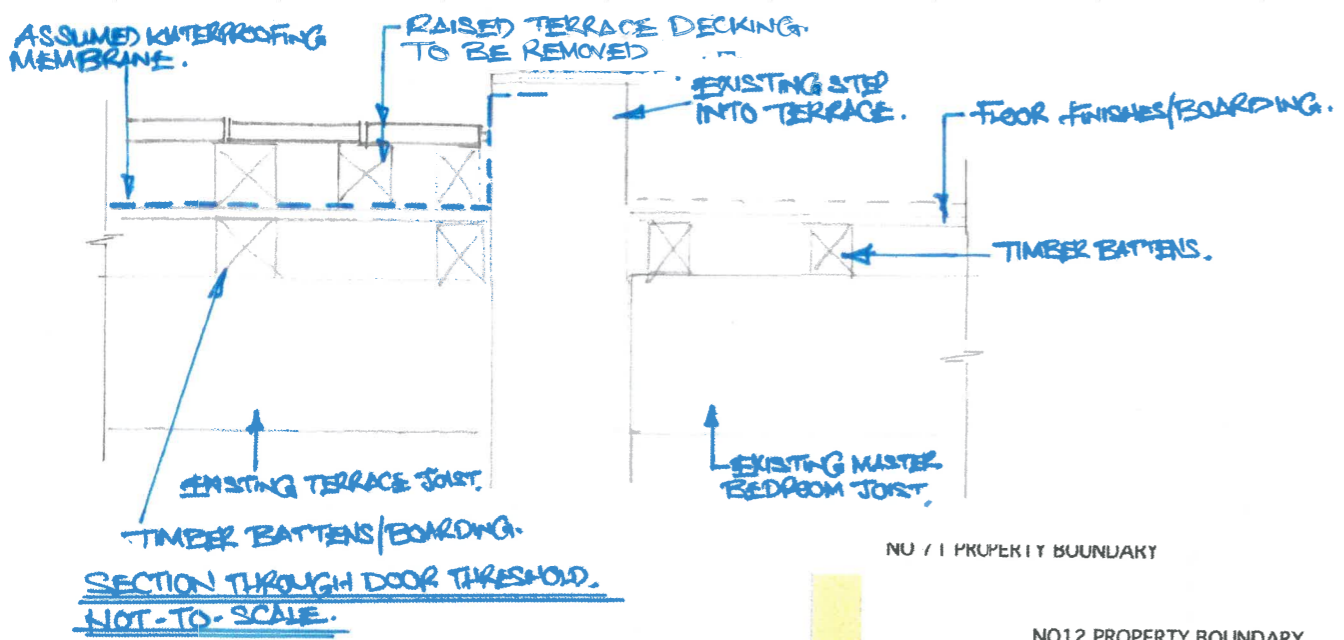 ASSUMED WATERPROOFING
MEMBRANE.
RAISED TERRACE DECKING.
TO BE REMOVED
EXISTING STEP
INTO TERRACE.
FLOOR FINISHES/BOARDING.
TIMBER BATTENS.
EXISTING TERRACE JOIST.
EXISTING MASTER
BEDROOM JOIST.
TIMBER BATTENS/BOARDING.
SECTION THROUGH DOOR THRESHOLD.
NOT-TO-SCALE.
NO 71 PROPERTY BOUNDARY
NO12 PROPERTY BOUNDARY